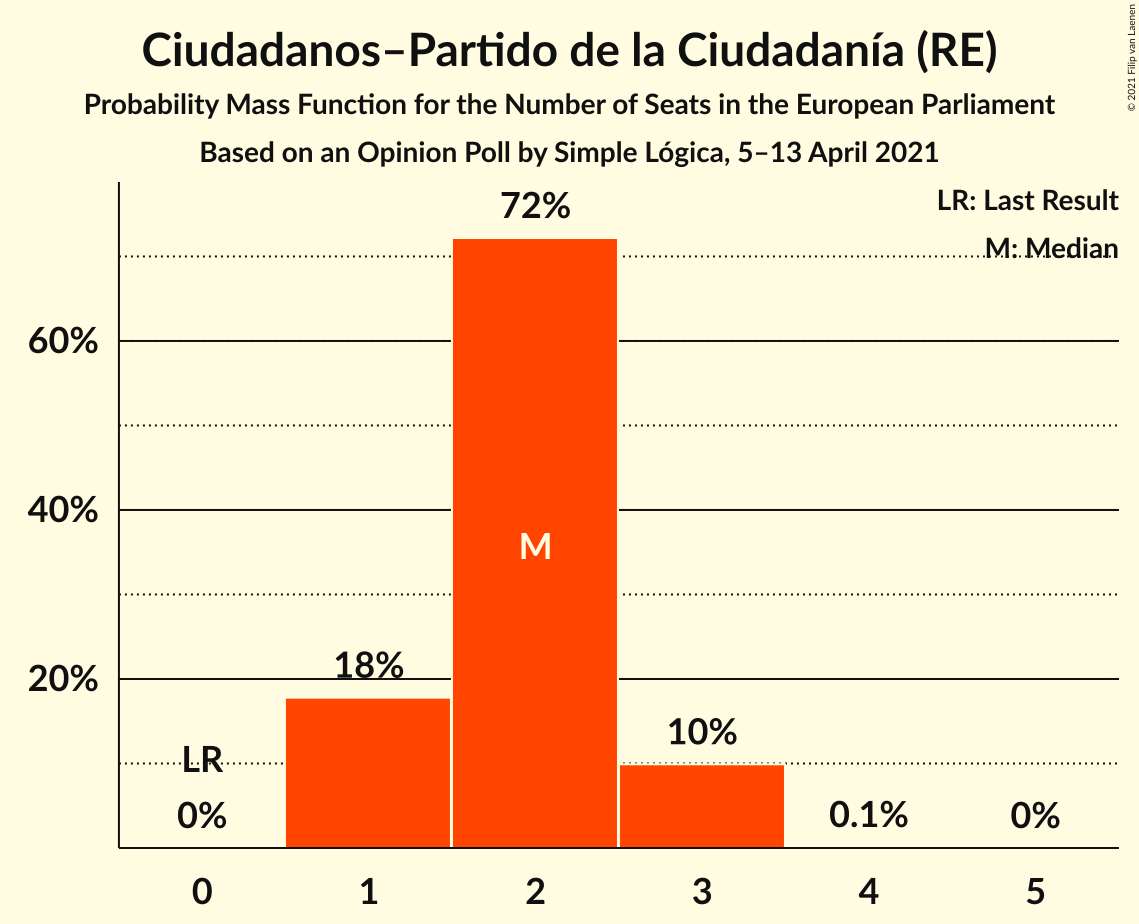 Ciudadanos–Partido de la Ciudadanía (RE)
Probability Mass Function for the Number of Seats in the European Parliament
Based on an Opinion Poll by Simple Lógica, 5–13 April 2021
© 2021 Filip van Laenen
LR: Last Result
M: Median
72%
60%
40%
M
20%
18%
10%
LR
0%
0.1%
0%
0 1 2 3 4 5